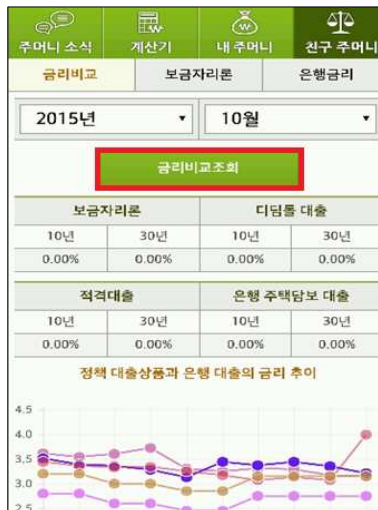 주머니 소식 계산기 내 주머니 친구 주머니
금리비교 보금자리론 은행금리
2015년 10월
금리비교조회
보금자리론 디딤돌 대출
10년 30년 10년 30년
0.00% 0.00% 0.00% 0.00%
적격대출 은행 주택담보 대출
10년 30년 10년 30년
0.00% 0.00% 0.00% 0.00%
정책 대출상품과 은행 대출의 금리 추이
4.5
4.0
3.5
3.0
2.5